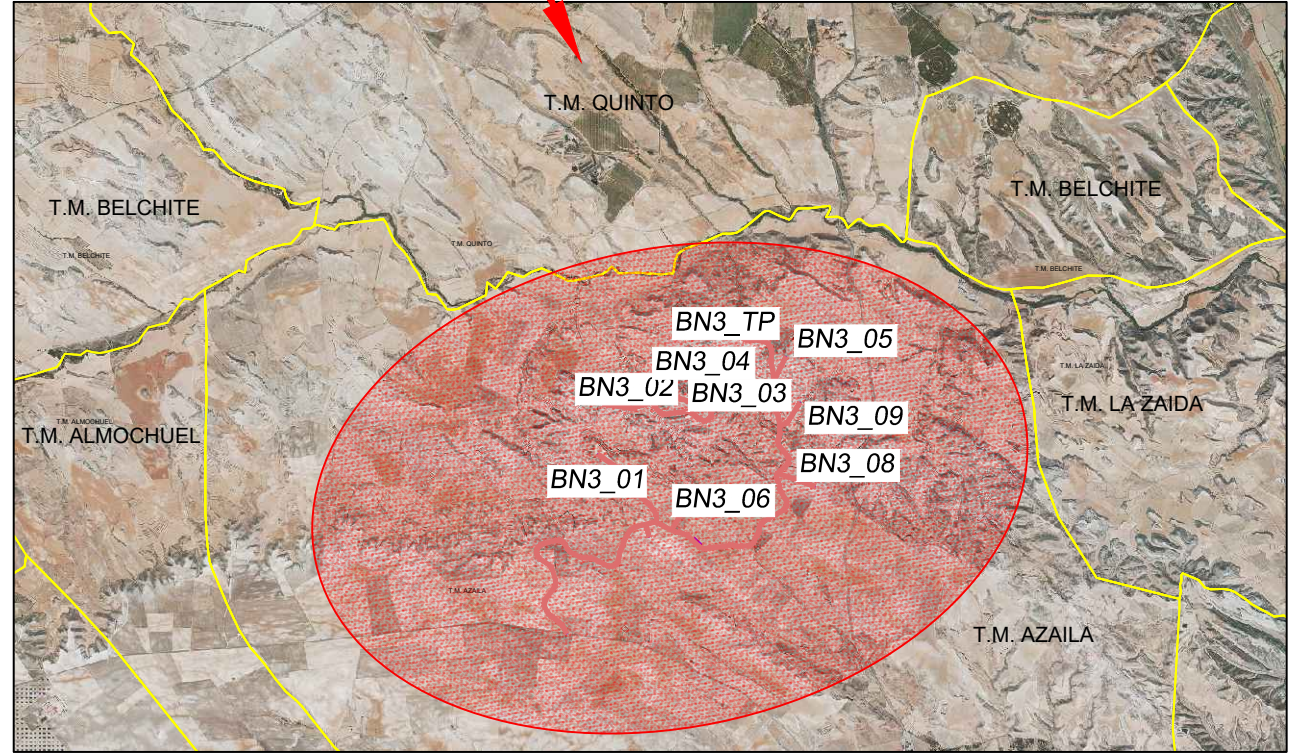 T.M. QUINTO
T.M. BELCHITE
T.M. BELCHITE
T.M. QUINTO
T.M. BELCHITE
T.M. BELCHITE
BN3_TP
BN3_05
BN3_04
BN3_02
BN3_03
T.M. LA ZAIDA
T.M. LA ZAIDA
BN3_09
T.M. ALMOCHUEL
T.M. ALMOCHUEL
BN3_08
BN3_01
BN3_06
T.M. AZAILA
T.M. AZAILA